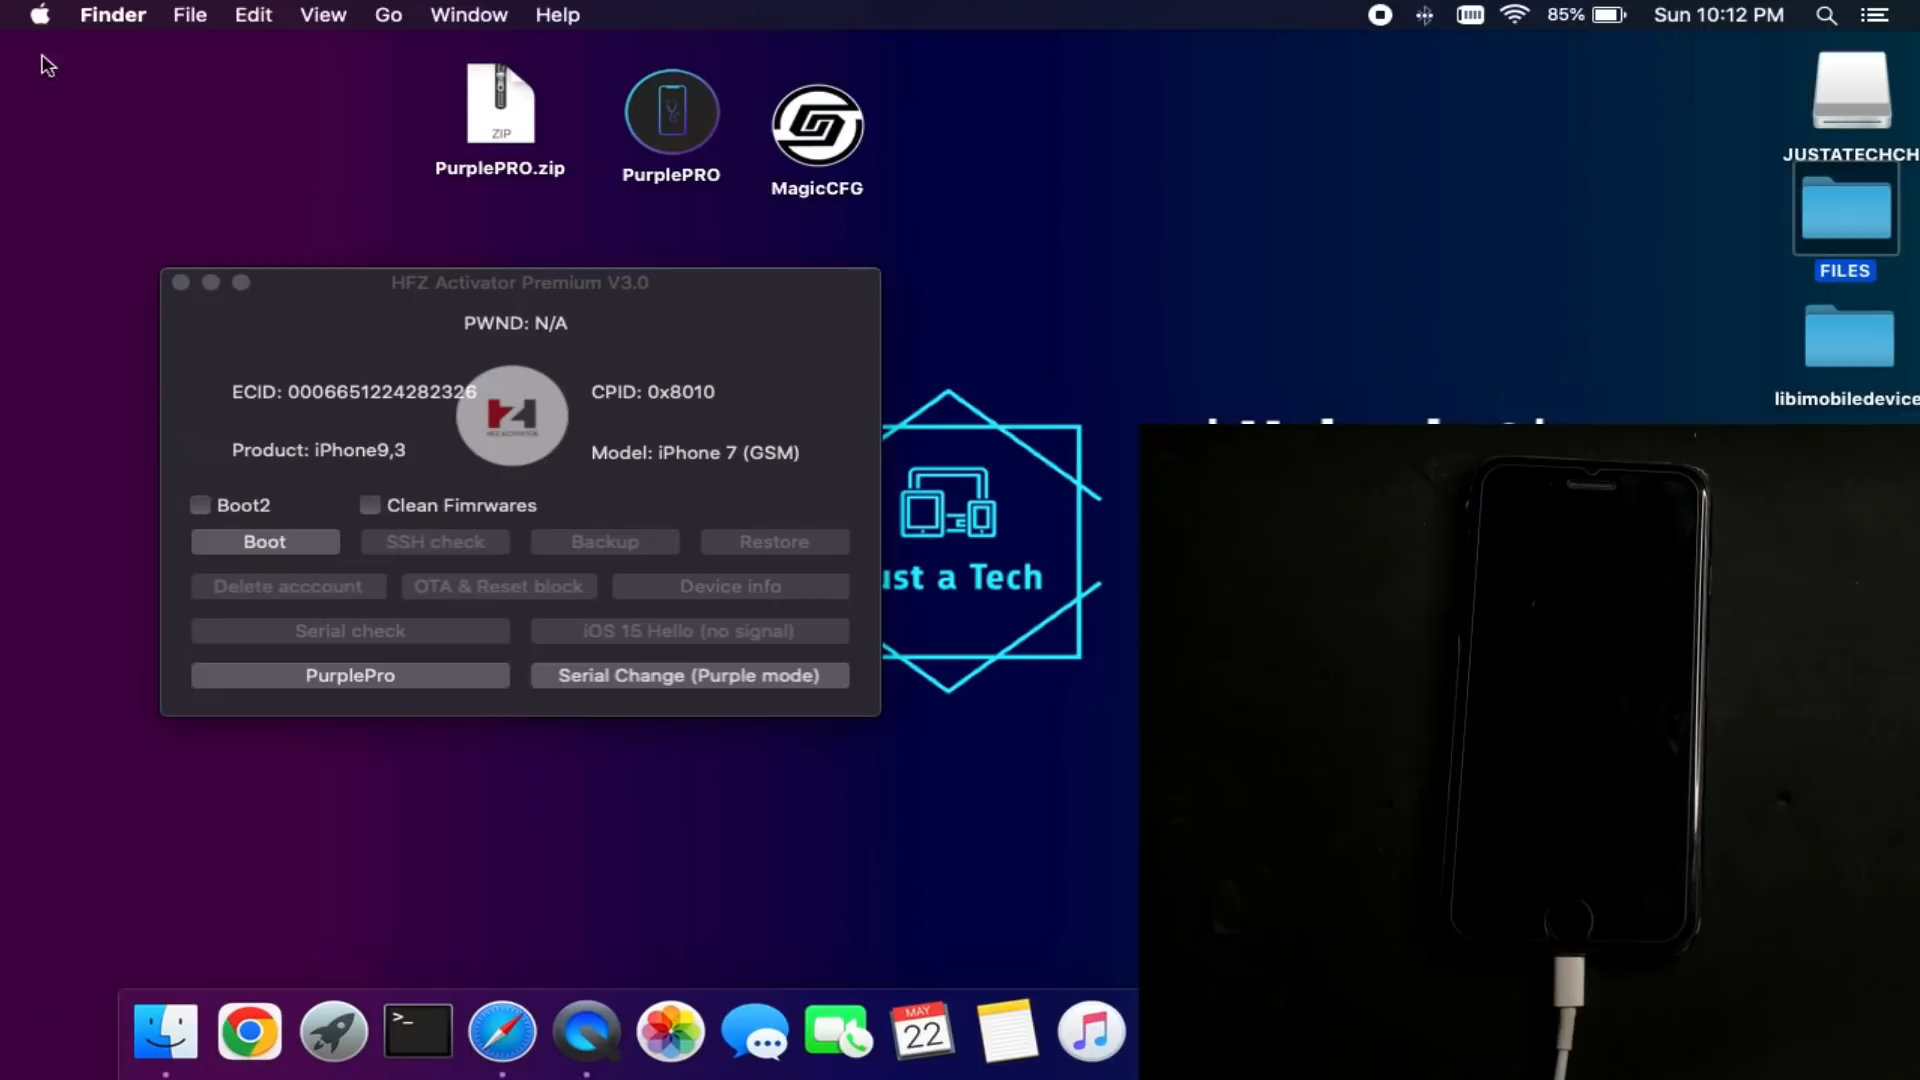 Finder File Edit View Go Window Help 85% Sun 10:12 PM
ZIP
PurplePRO.zip
PurplePRO
MagicCFG
JUSTATECHCH
FILES
libimobiledevice
HFZ Activator Premium V3.0
PWND: N/A
ECID: 0006651224282326
CPID: 0x8010
HFZ ACTIVATOR
Product: iPhone9,3
Model: iPhone 7 (GSM)
Boot2
Clean Fimrwares
Boot
SSH check
Backup
Restore
Delete acccount
OTA & Reset block
Device info
Serial check
iOS 15 Hello (no signal)
PurplePro
Serial Change (Purple mode)
ust a Tech
>_
MAY
22